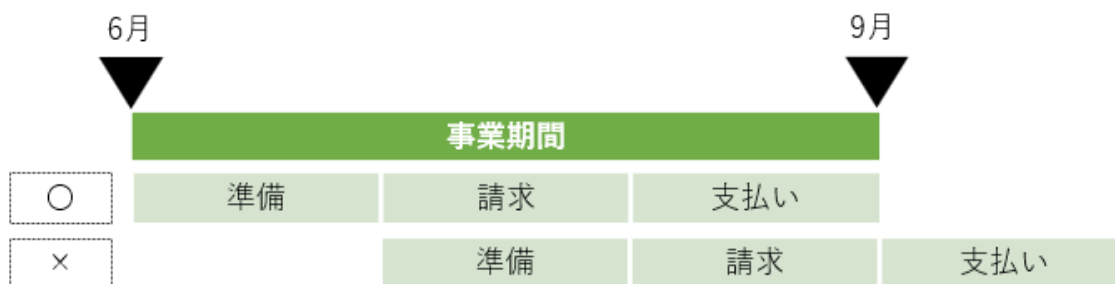 6月 9月
事業期間
○ 準備 請求 支払い
× 準備 請求 支払い